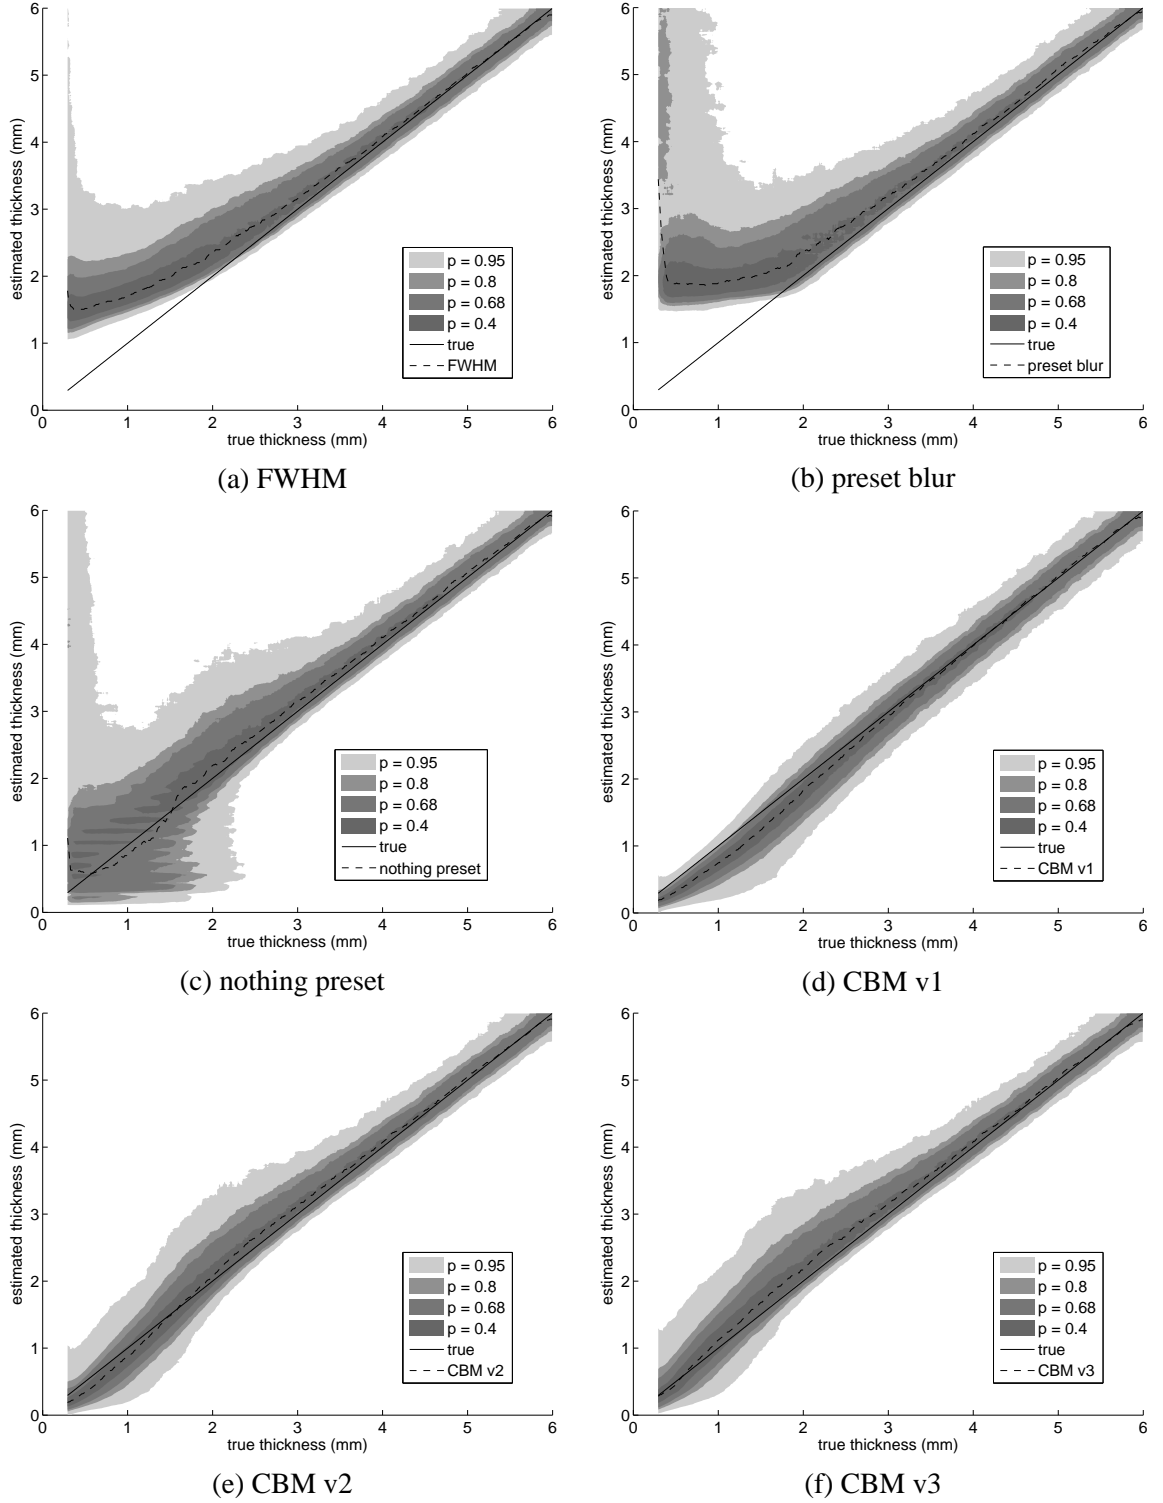 6
5
4
3
2
1
0
estimated thickness (mm)
p = 0.95
p = 0.8
p = 0.68
p = 0.4
true
FWHM
0 1 2 3 4 5 6
true thickness (mm)
(a) FWHM
6
5
4
3
2
1
0
estimated thickness (mm)
p = 0.95
p = 0.8
p = 0.68
p = 0.4
true
preset blur
0 1 2 3 4 5 6
true thickness (mm)
(b) preset blur
6
5
4
3
2
1
0
estimated thickness (mm)
p = 0.95
p = 0.8
p = 0.68
p = 0.4
true
nothing preset
0 1 2 3 4 5 6
true thickness (mm)
(c) nothing preset
6
5
4
3
2
1
0
estimated thickness (mm)
p = 0.95
p = 0.8
p = 0.68
p = 0.4
true
CBM v1
0 1 2 3 4 5 6
true thickness (mm)
(d) CBM v1
6
5
4
3
2
1
0
estimated thickness (mm)
p = 0.95
p = 0.8
p = 0.68
p = 0.4
true
CBM v2
0 1 2 3 4 5 6
true thickness (mm)
(e) CBM v2
6
5
4
3
2
1
0
estimated thickness (mm)
p = 0.95
p = 0.8
p = 0.68
p = 0.4
true
CBM v3
0 1 2 3 4 5 6
true thickness (mm)
(f) CBM v3